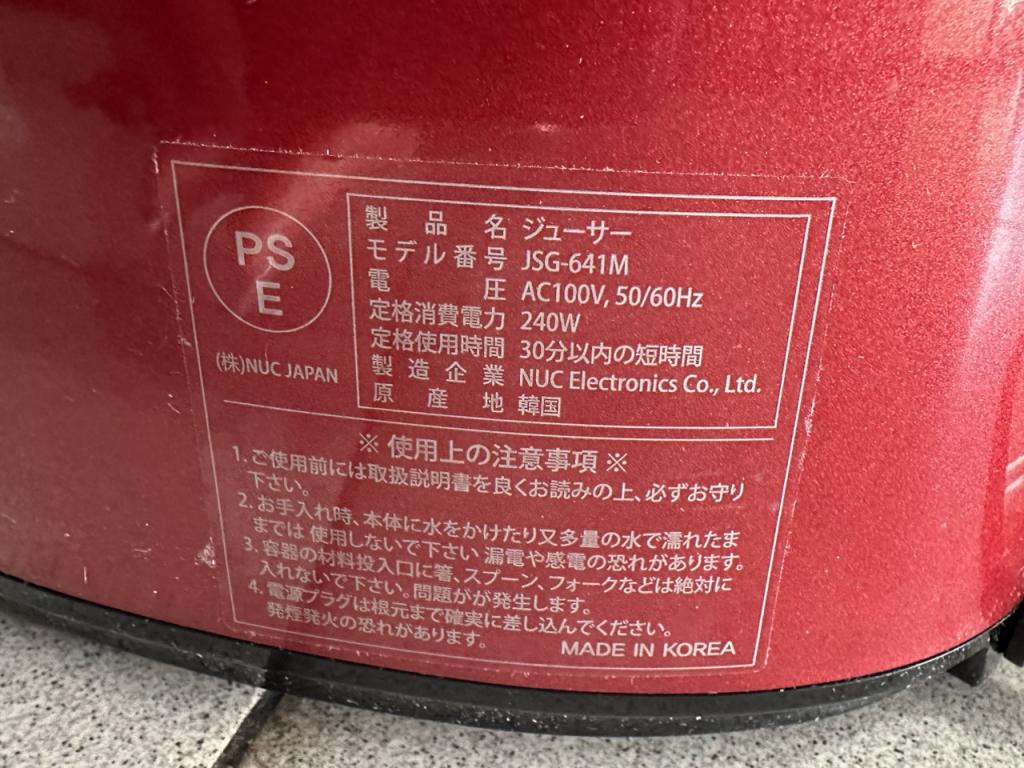 PS
E
(株)NUC JAPAN
製品名 ジューサー
モデル番号 JSG-641M
電圧 AC100V, 50/60Hz
定格消費電力 240W
定格使用時間 30分以内の短時間
製造企業 NUC Electronics Co., Ltd.
原産地 韓国
※ 使用上の注意事項 ※
1. ご使用前には取扱説明書を良くお読みの上、必ずお守り
下さい。
2. お手入れ時、本体に水をかけたり又多量の水で濡れたま
までは 使用しないで下さい 漏電や感電の恐れがあります。
3. 容器の材料投入口に箸、スプーン、フォークなどは絶対に
入れないで下さい。問題がが発生します。
4. 電源プラグは根元まで確実に差し込んでください。
発煙発火の恐れがあります。
MADE IN KOREA